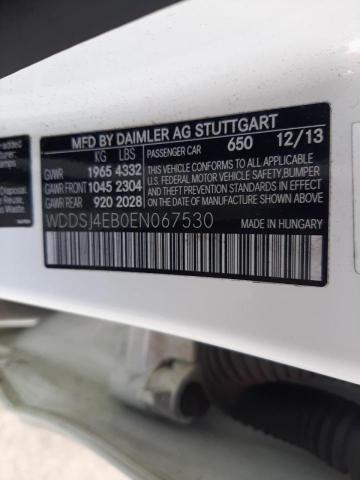 MFD BY DAIMLER AG STUTTGART
KG LBS PASSENGER CAR 650 12/13
GVWR 1965 4332
GAWR FRONT 1045 2304
GAWR REAR 920 2028
THIS VEHICLE CONFORMS TO ALL APPLICABLE
U.S. FEDERAL MOTOR VEHICLE SAFETY, BUMPER
AND THEFT PREVENTION STANDARDS IN EFFECT
ON THE DATE OF MANUFACTURE SHOWN ABOVE.
WDDSJ4EB0EN067530
MADE IN HUNGARY